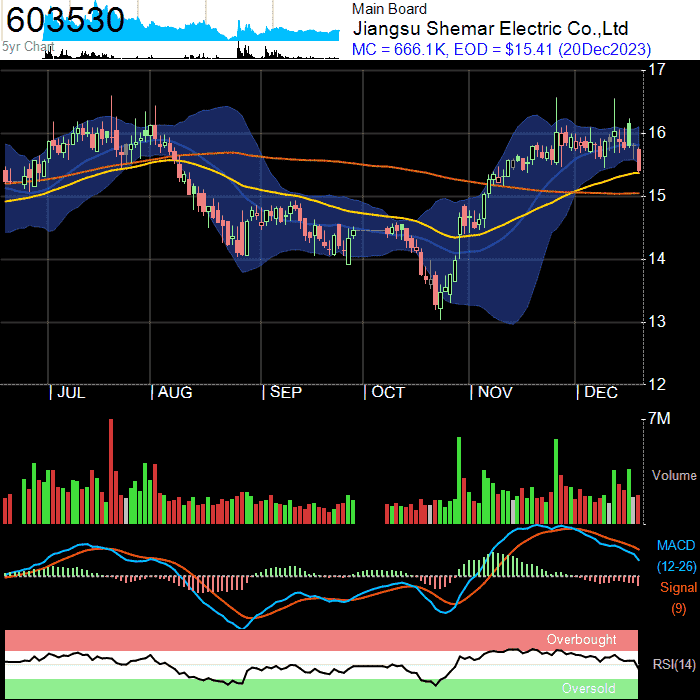 603530
5yr Chart
Main Board
Jiangsu Shemar Electric Co.,Ltd
MC = 666.1K, EOD = $15.41 (20Dec2023)
17
16
15
14
13
12
JUL
AUG
SEP
OCT
NOV
DEC
7M
Volume
MACD
(12-26)
Signal
(9)
Overbought
RSI(14)
Oversold